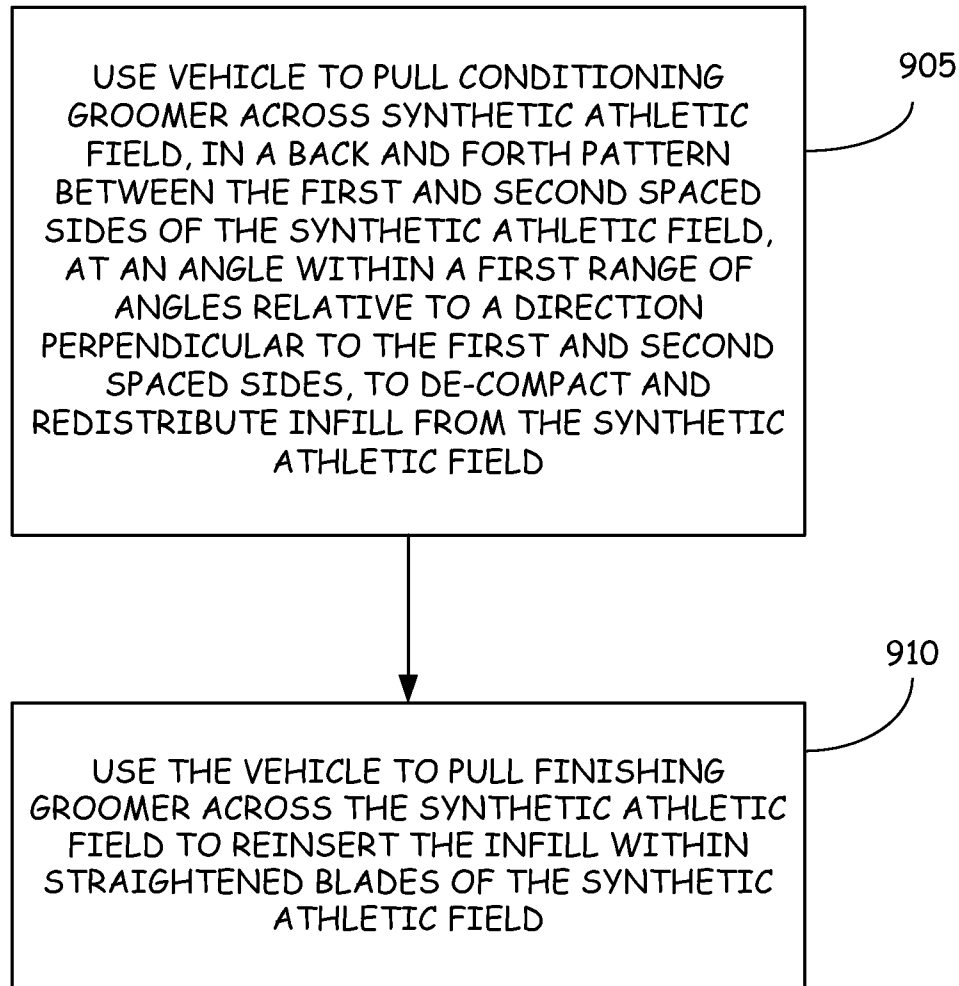 USE VEHICLE TO PULL CONDITIONING
GROOMER ACROSS SYNTHETIC ATHLETIC
FIELD, IN A BACK AND FORTH PATTERN
BETWEEN THE FIRST AND SECOND SPACED
SIDES OF THE SYNTHETIC ATHLETIC FIELD,
AT AN ANGLE WITHIN A FIRST RANGE OF
ANGLES RELATIVE TO A DIRECTION
PERPENDICULAR TO THE FIRST AND SECOND
SPACED SIDES, TO DE-COMPACT AND
REDISTRIBUTE INFILL FROM THE SYNTHETIC
ATHLETIC FIELD
905
910
USE THE VEHICLE TO PULL FINISHING
GROOMER ACROSS THE SYNTHETIC ATHLETIC
FIELD TO REINSERT THE INFILL WITHIN
STRAIGHTENED BLADES OF THE SYNTHETIC
ATHLETIC FIELD